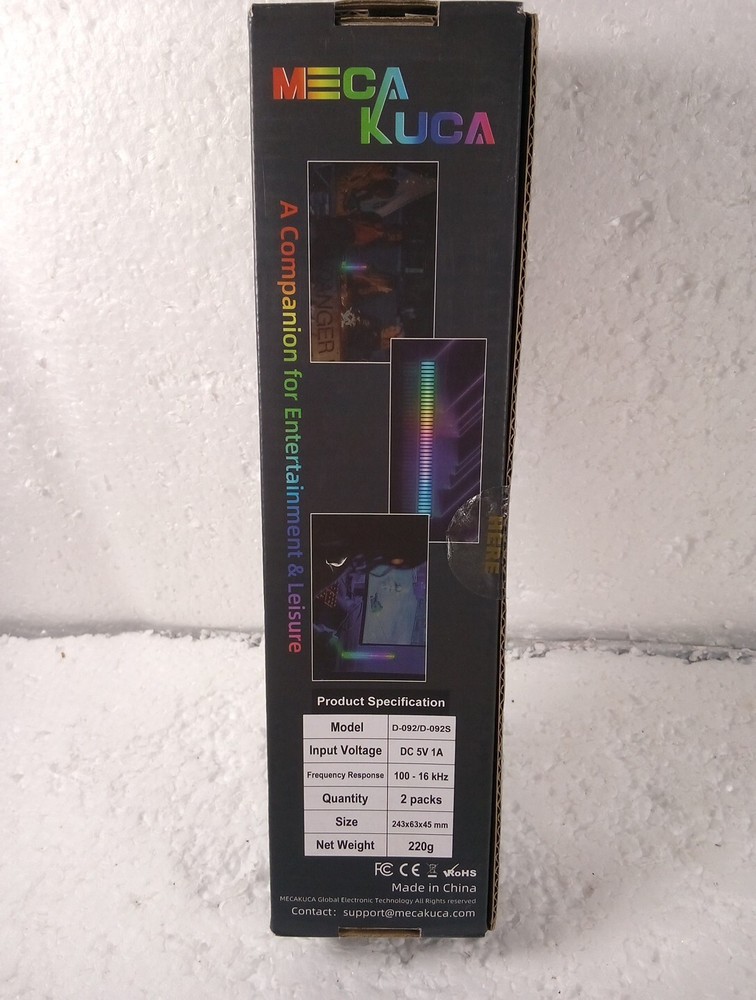 MECA
KUCA
A Companion for Entertainment & Leisure
HERE
Product Specification
Model D-092/D-092S
Input Voltage DC 5V 1A
Frequency Response 100 - 16 kHz
Quantity 2 packs
Size 243x63x45 mm
Net Weight 220g
FC CE RoHS
Made in China
MECAKUCA Global Electronic Technology All Rights reserved
Contact: support@mecakuca.com